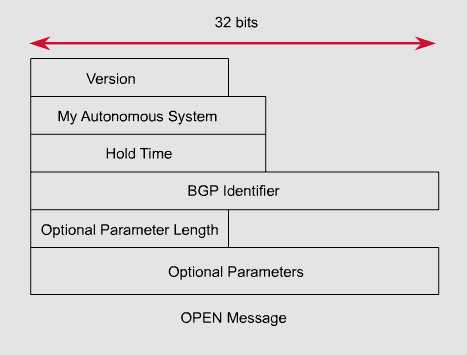 32 bits
Version
My Autonomous System
Hold Time
BGP Identifier
Optional Parameter Length
Optional Parameters
OPEN Message